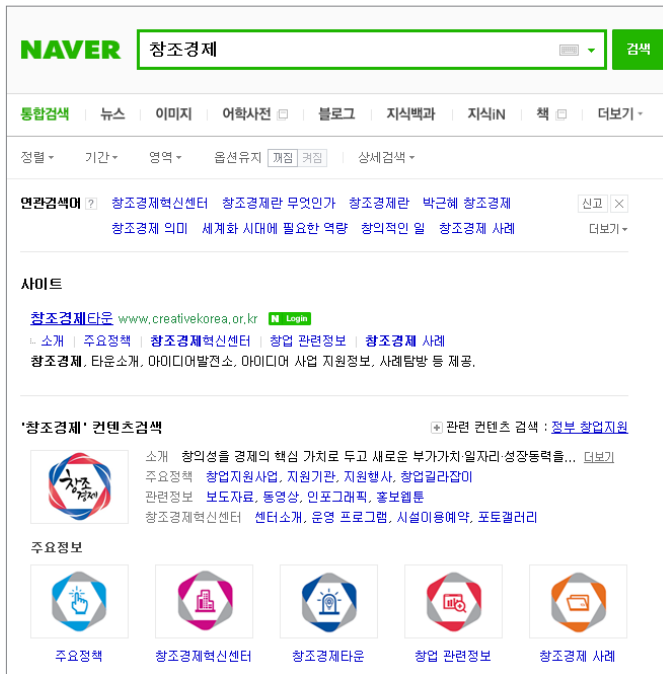 NAVER 창조경제 검색
통합검색 뉴스 이미지 어학사전 블로그 지식백과 지식iN 책 더보기
정렬 기간 영역 옵션유지 꺼짐 켜짐 상세검색
연관검색어 ? 창조경제혁신센터 창조경제란 무엇인가 창조경제란 박근혜 창조경제 신고
창조경제 의미 세계화 시대에 필요한 역량 창의적인 일 창조경제 사례 더보기
사이트
창조경제타운 www.creativekorea.or.kr N Login
소개 주요정책 창조경제혁신센터 창업 관련정보 창조경제 사례
창조경제, 타운소개, 아이디어발전소, 아이디어 사업 지원정보, 사례탐방 등 제공.
'창조경제' 컨텐츠검색 관련 컨텐츠 검색 : 정부 창업지원
창조경제
소개 창의성을 경제의 핵심 가치로 두고 새로운 부가가치·일자리·성장동력을... 더보기
주요정책 창업지원사업, 지원기관, 지원행사, 창업길라잡이
관련정보 보도자료, 동영상, 인포그래픽, 홍보웹툰
창조경제혁신센터 센터소개, 운영 프로그램, 시설이용예약, 포토갤러리
주요정보
주요정책 창조경제혁신센터 창조경제타운 창업 관련정보 창조경제 사례